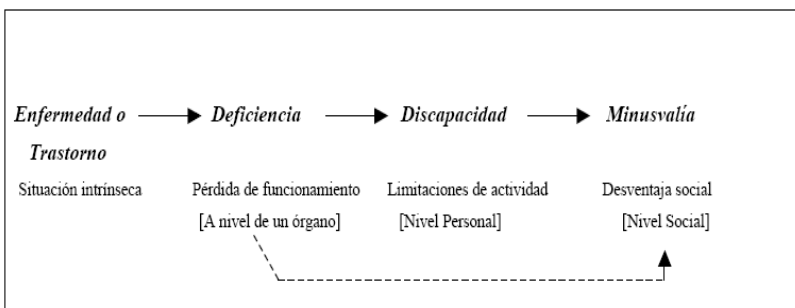 Enfermedad o Deficiencia Discapacidad Minusvalía
Trastorno
Situación intrínseca Pérdida de funcionamiento Limitaciones de actividad Desventaja social
[A nivel de un órgano] [Nivel Personal] [Nivel Social]